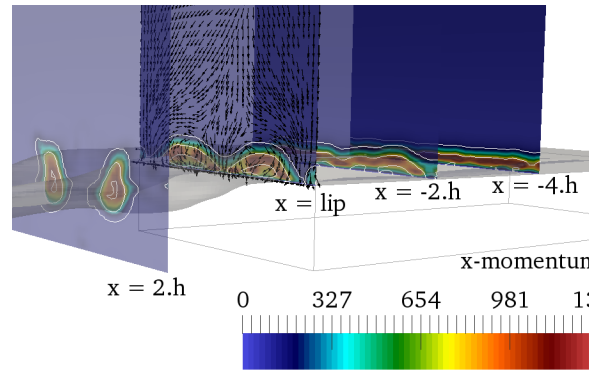 x = -4.h
x = -2.h
x = lip
x = 2.h
x-momentum
0 327 654 981